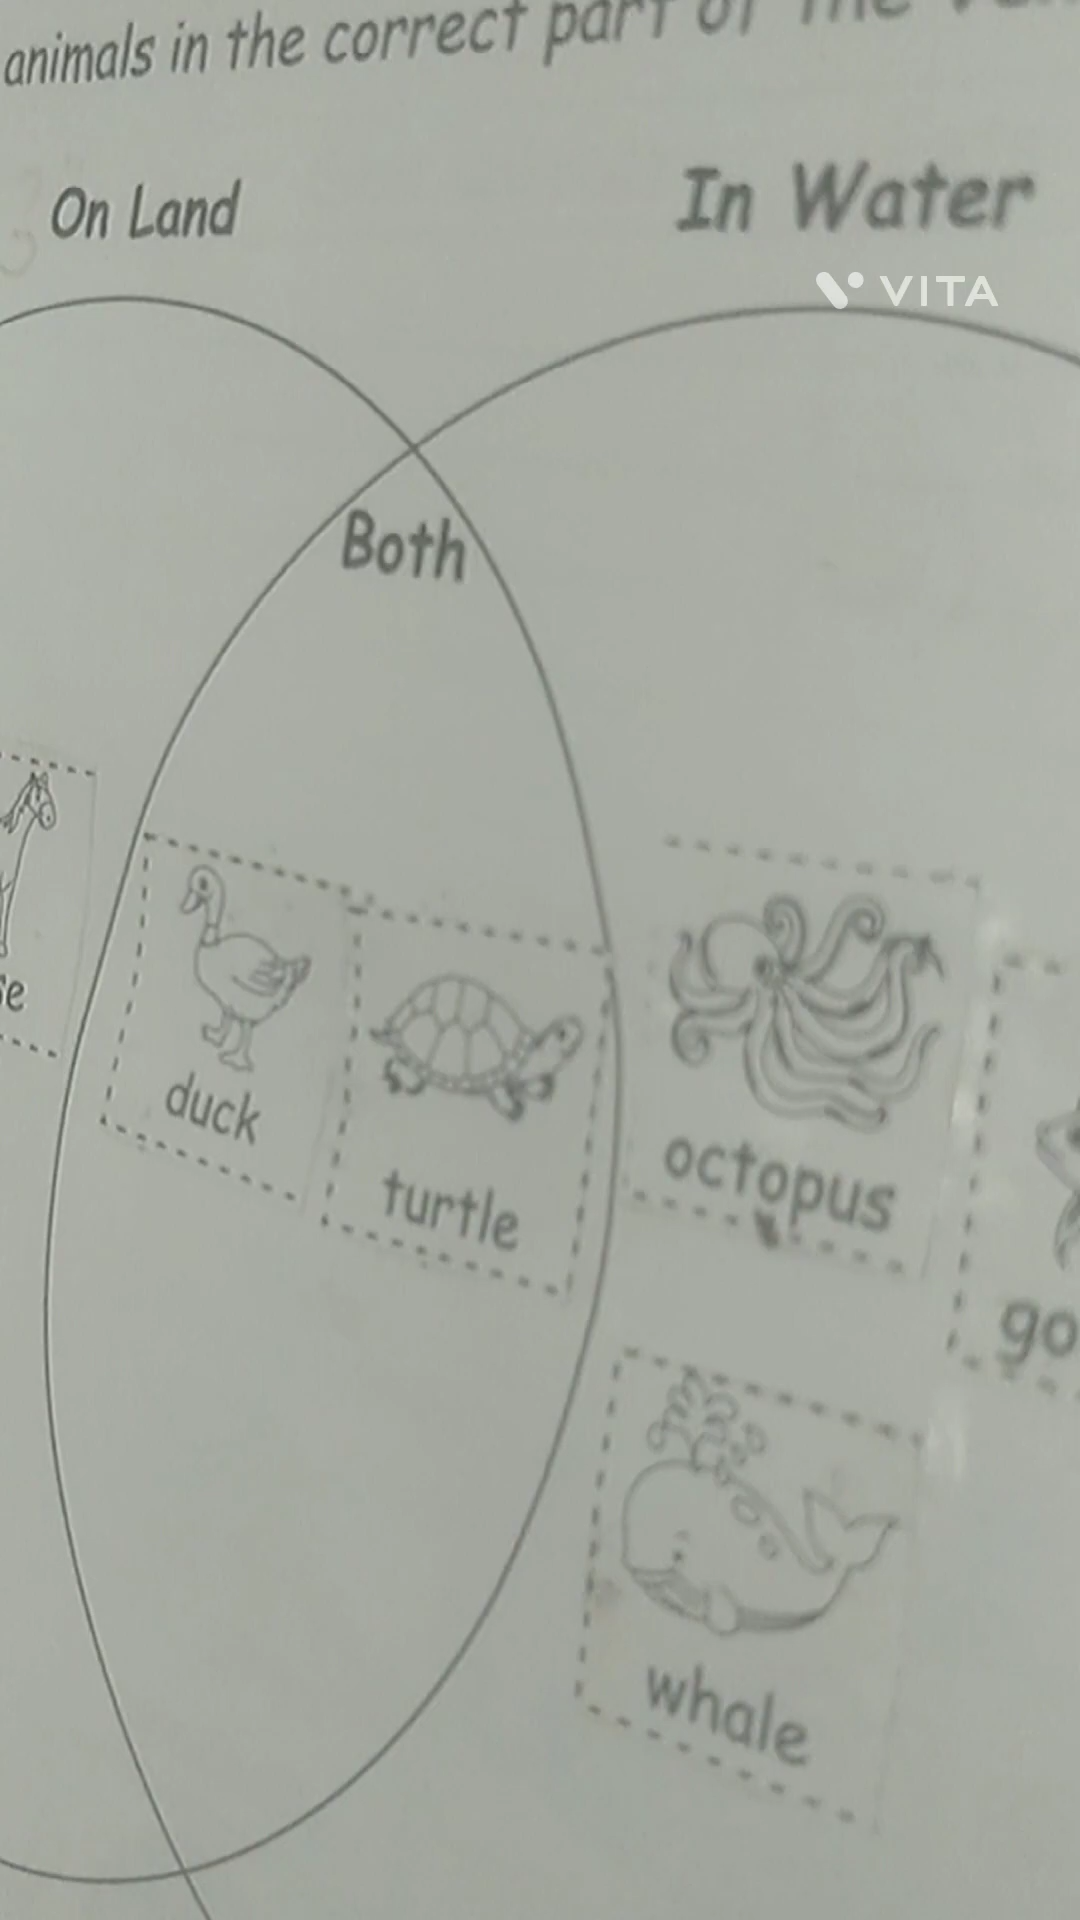 animals in the correct part of the
On Land
In Water
VITA
Both
duck
turtle
octopus
whale